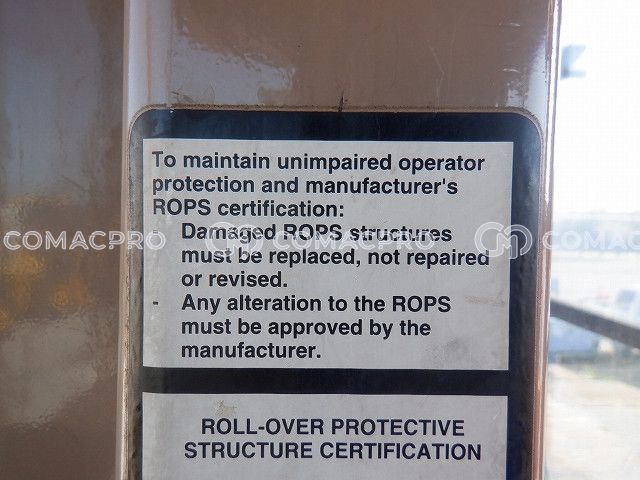 To maintain unimpaired operator
protection and manufacturer's
ROPS certification:
- Damaged ROPS structures
must be replaced, not repaired
or revised.
- Any alteration to the ROPS
must be approved by the
manufacturer.
ROLL-OVER PROTECTIVE
STRUCTURE CERTIFICATION
COMACPRO COMACPRO COMACPRO